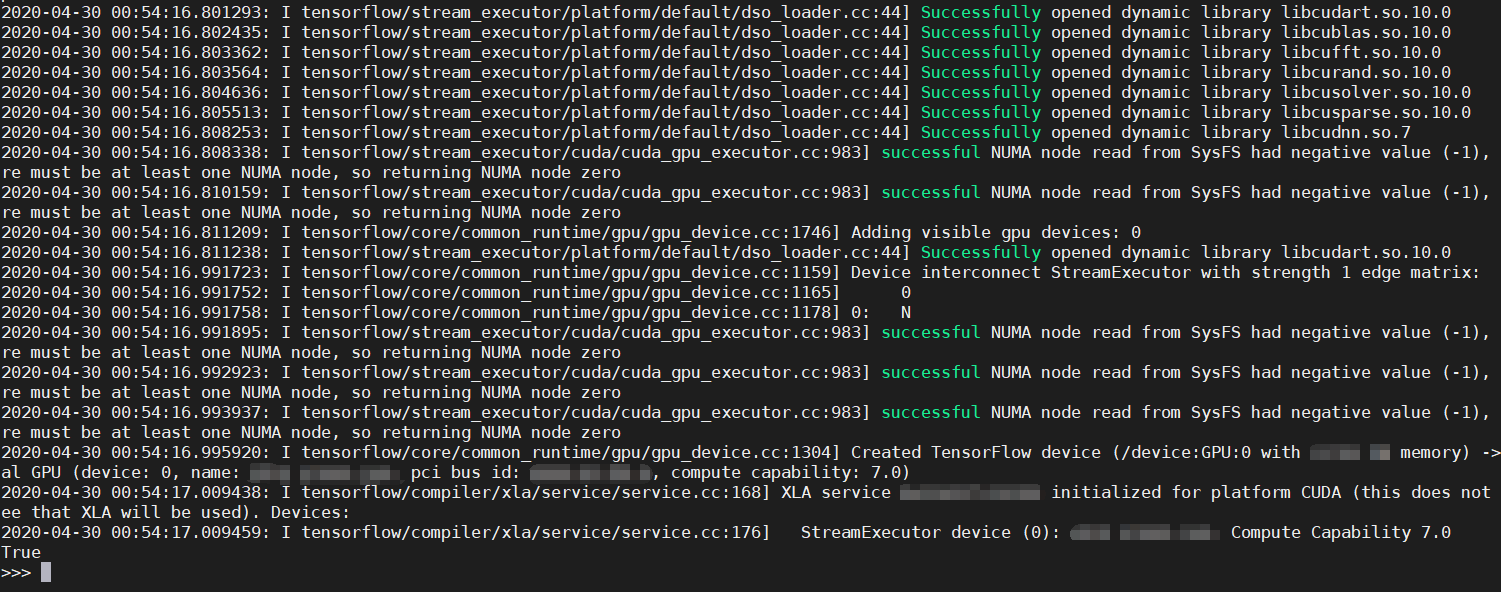 2020-04-30 00:54:16.801293: I tensorflow/stream_executor/platform/default/dso_loader.cc:44] Successfully opened dynamic library libcudart.so.10.0
2020-04-30 00:54:16.802435: I tensorflow/stream_executor/platform/default/dso_loader.cc:44] Successfully opened dynamic library libcublas.so.10.0
2020-04-30 00:54:16.803362: I tensorflow/stream_executor/platform/default/dso_loader.cc:44] Successfully opened dynamic library libcufft.so.10.0
2020-04-30 00:54:16.803564: I tensorflow/stream_executor/platform/default/dso_loader.cc:44] Successfully opened dynamic library libcurand.so.10.0
2020-04-30 00:54:16.804636: I tensorflow/stream_executor/platform/default/dso_loader.cc:44] Successfully opened dynamic library libcusolver.so.10.0
2020-04-30 00:54:16.805513: I tensorflow/stream_executor/platform/default/dso_loader.cc:44] Successfully opened dynamic library libcusparse.so.10.0
2020-04-30 00:54:16.808253: I tensorflow/stream_executor/platform/default/dso_loader.cc:44] Successfully opened dynamic library libcudnn.so.7
2020-04-30 00:54:16.808338: I tensorflow/stream_executor/cuda/cuda_gpu_executor.cc:983] successful NUMA node read from SysFS had negative value (-1),
re must be at least one NUMA node, so returning NUMA node zero
2020-04-30 00:54:16.810159: I tensorflow/stream_executor/cuda/cuda_gpu_executor.cc:983] successful NUMA node read from SysFS had negative value (-1),
re must be at least one NUMA node, so returning NUMA node zero
2020-04-30 00:54:16.811209: I tensorflow/core/common_runtime/gpu/gpu_device.cc:1746] Adding visible gpu devices: 0
2020-04-30 00:54:16.811238: I tensorflow/stream_executor/platform/default/dso_loader.cc:44] Successfully opened dynamic library libcudart.so.10.0
2020-04-30 00:54:16.991723: I tensorflow/core/common_runtime/gpu/gpu_device.cc:1159] Device interconnect StreamExecutor with strength 1 edge matrix:
2020-04-30 00:54:16.991752: I tensorflow/core/common_runtime/gpu/gpu_device.cc:1165]      0
2020-04-30 00:54:16.991758: I tensorflow/core/common_runtime/gpu/gpu_device.cc:1178] 0:   N
2020-04-30 00:54:16.991895: I tensorflow/stream_executor/cuda/cuda_gpu_executor.cc:983] successful NUMA node read from SysFS had negative value (-1),
re must be at least one NUMA node, so returning NUMA node zero
2020-04-30 00:54:16.992923: I tensorflow/stream_executor/cuda/cuda_gpu_executor.cc:983] successful NUMA node read from SysFS had negative value (-1),
re must be at least one NUMA node, so returning NUMA node zero
2020-04-30 00:54:16.993937: I tensorflow/stream_executor/cuda/cuda_gpu_executor.cc:983] successful NUMA node read from SysFS had negative value (-1),
re must be at least one NUMA node, so returning NUMA node zero
2020-04-30 00:54:16.995920: I tensorflow/core/common_runtime/gpu/gpu_device.cc:1304] Created TensorFlow device (/device:GPU:0 with memory) ->
al GPU (device: 0, name: pci bus id: , compute capability: 7.0)
2020-04-30 00:54:17.009438: I tensorflow/compiler/xla/service/service.cc:168] XLA service initialized for platform CUDA (this does not
ee that XLA will be used). Devices:
2020-04-30 00:54:17.009459: I tensorflow/compiler/xla/service/service.cc:176]   StreamExecutor device (0): Compute Capability 7.0
True
>>>